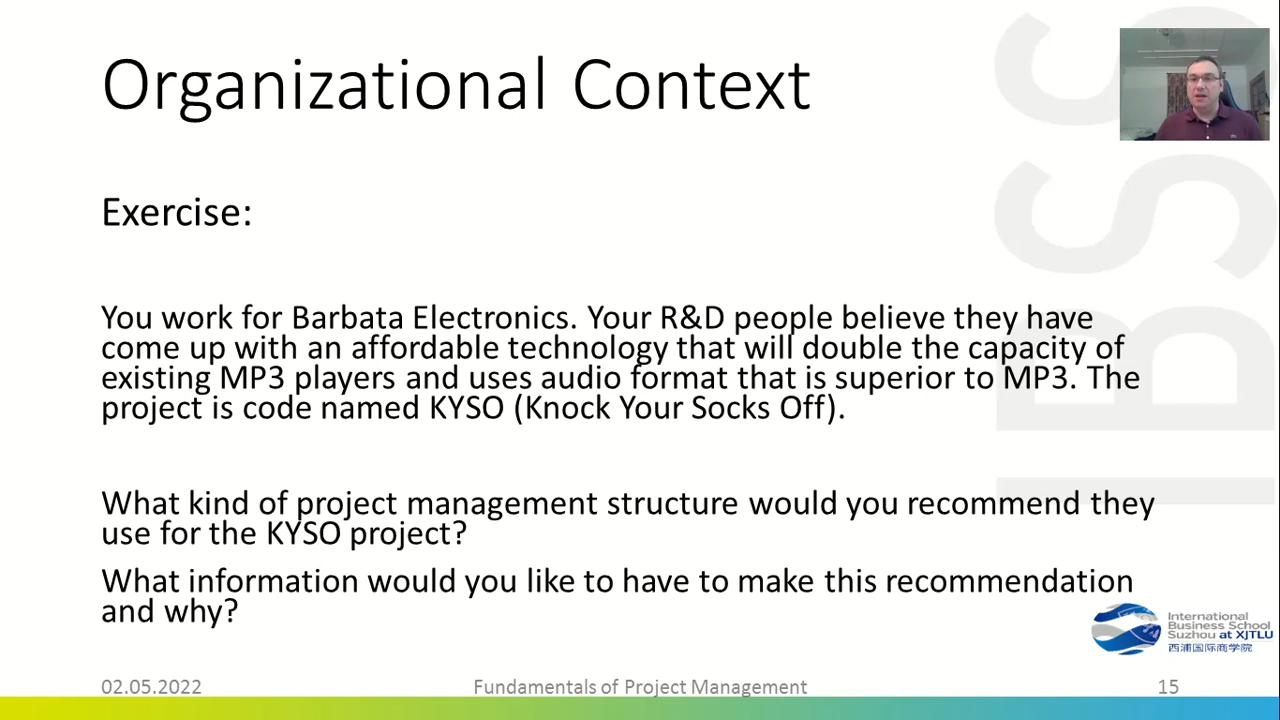 Organizational Context
Exercise:
You work for Barbata Electronics. Your R&D people believe they have
come up with an affordable technology that will double the capacity of
existing MP3 players and uses audio format that is superior to MP3. The
project is code named KYSO (Knock Your Socks Off).
What kind of project management structure would you recommend they
use for the KYSO project?
What information would you like to have to make this recommendation
and why?
International
Business School
Suzhou at XJTLU
西浦国际商学院
02.05.2022
Fundamentals of Project Management
15
IBSS